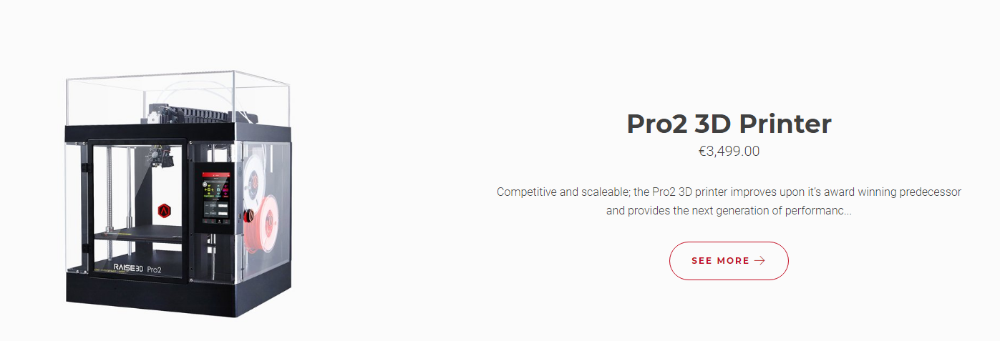 Pro2 3D Printer
€3,499.00
Competitive and scaleable; the Pro2 3D printer improves upon it's award winning predecessor
and provides the next generation of performanc...
SEE MORE →
RAISE3D Pro2